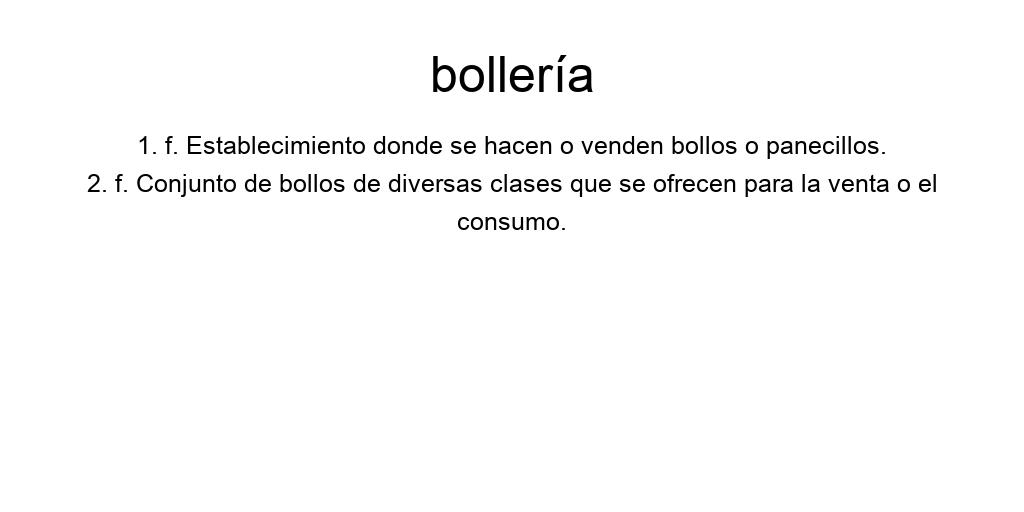 bollería
1. f. Establecimiento donde se hacen o venden bollos o panecillos.
2. f. Conjunto de bollos de diversas clases que se ofrecen para la venta o el
consumo.